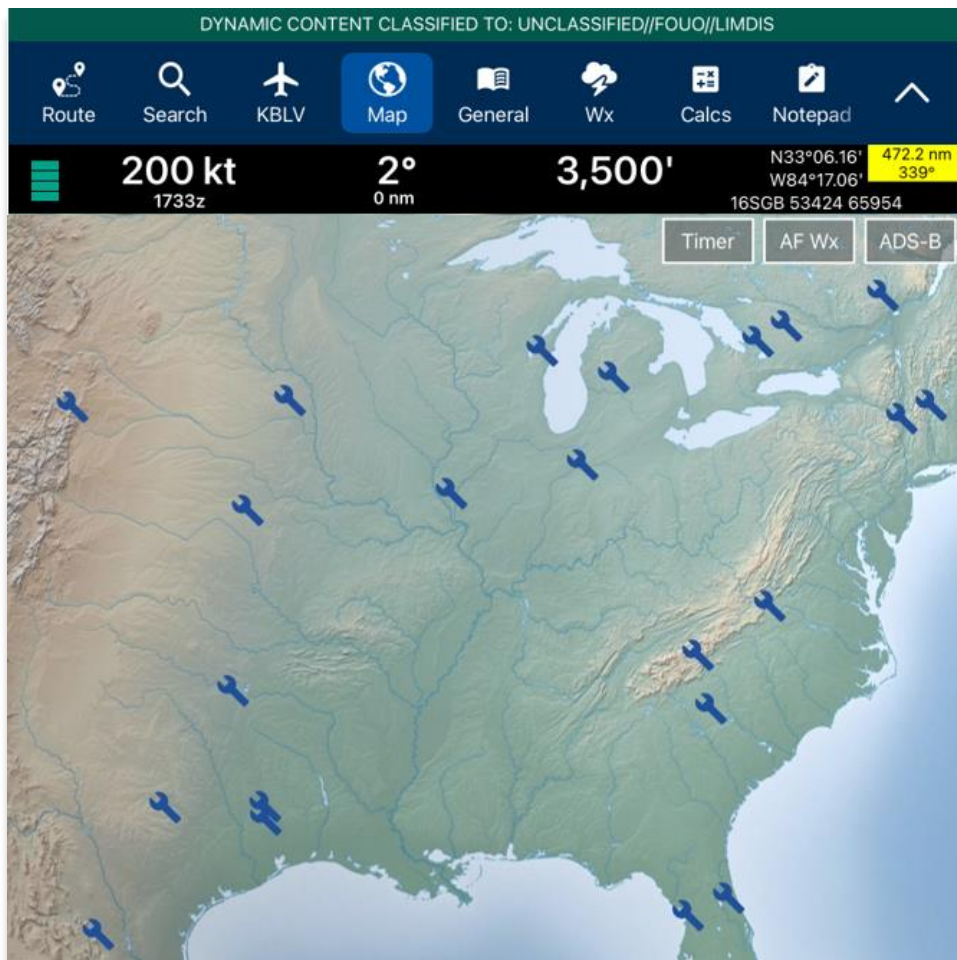 DYNAMIC CONTENT CLASSIFIED TO: UNCLASSIFIED//FOUO//LIMDIS
Route Search KBLV Map General Wx Calcs Notepad
200 kt
1733z
2°
0 nm
3,500'
N33°06.16'
W84°17.06'
16SGB 53424 65954
472.2 nm
339°
Timer AF Wx ADS-B